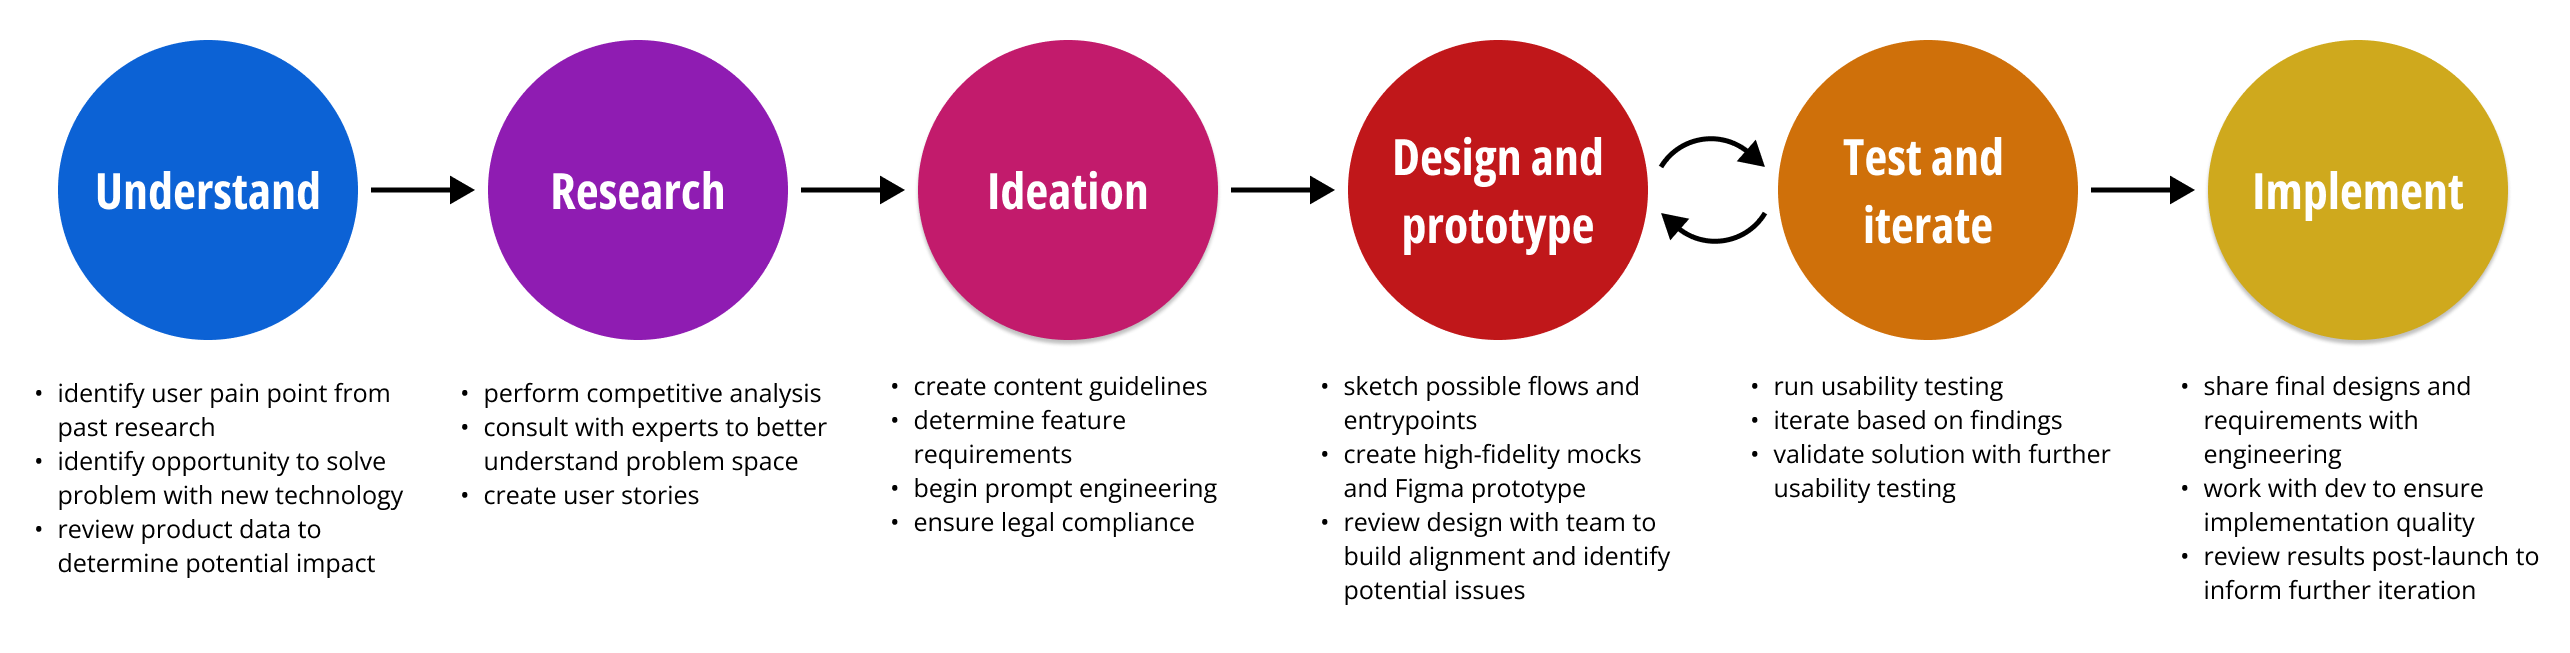 Understand
Research
Ideation
Design and
prototype
Test and
iterate
Implement
• identify user pain point from
past research
• identify opportunity to solve
problem with new technology
• review product data to
determine potential impact
• perform competitive analysis
• consult with experts to better
understand problem space
• create user stories
• create content guidelines
• determine feature
requirements
• begin prompt engineering
• ensure legal compliance
• sketch possible flows and
entrypoints
• create high-fidelity mocks
and Figma prototype
• review design with team to
build alignment and identify
potential issues
• run usability testing
• iterate based on findings
• validate solution with further
usability testing
• share final designs and
requirements with
engineering
• work with dev to ensure
implementation quality
• review results post-launch to
inform further iteration